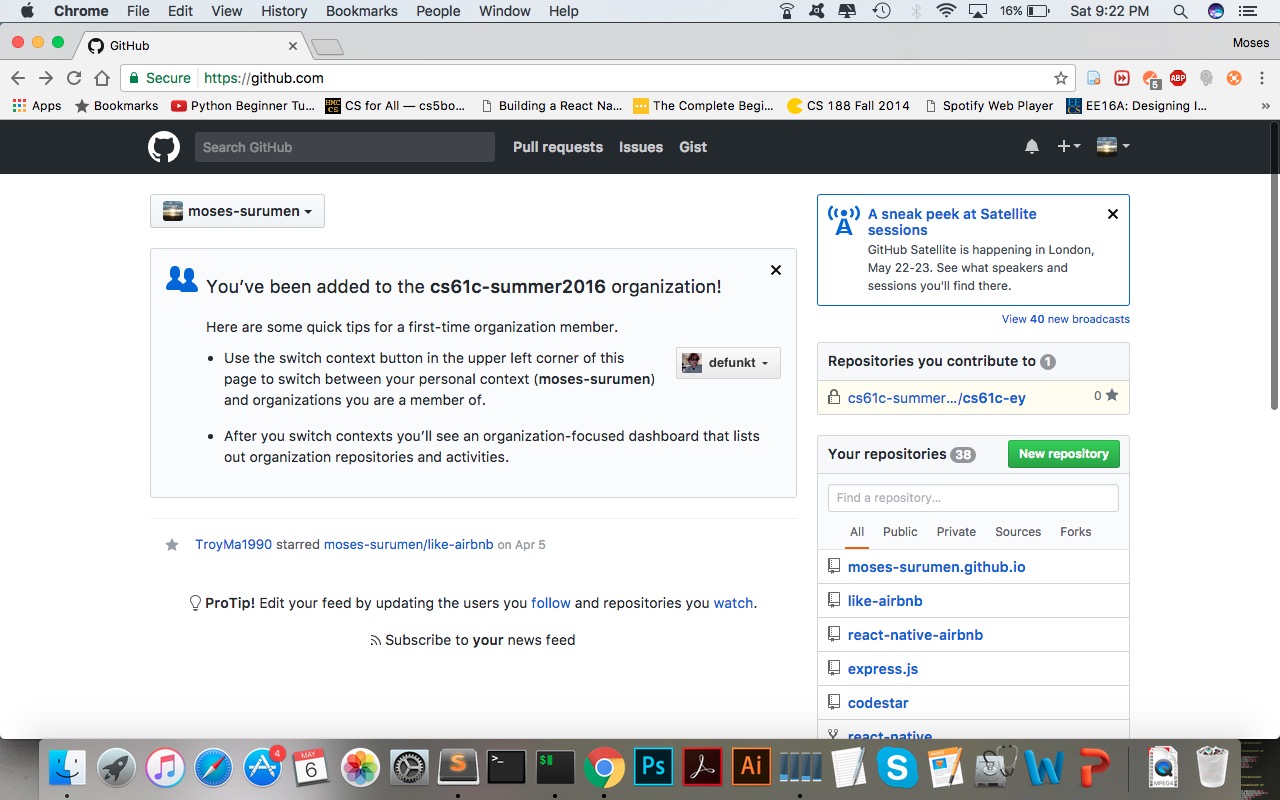 Chrome File Edit View History Bookmarks People Window Help 16% Sat 9:22 PM
GitHub Moses
Secure https://github.com 5 ABP
Apps Bookmarks Python Beginner Tu... CS for All — cs5bo... Building a React Na... The Complete Begi... CS 188 Fall 2014 Spotify Web Player EE16A: Designing I... »
Search GitHub Pull requests Issues Gist
moses-surumen
You've been added to the cs61c-summer2016 organization!
Here are some quick tips for a first-time organization member.
• Use the switch context button in the upper left corner of this
page to switch between your personal context (moses-surumen)
and organizations you are a member of.
defunkt
• After you switch contexts you'll see an organization-focused dashboard that lists
out organization repositories and activities.
TroyMa1990 starred moses-surumen/like-airbnb on Apr 5
ProTip! Edit your feed by updating the users you follow and repositories you watch.
Subscribe to your news feed
A sneak peek at Satellite
sessions
GitHub Satellite is happening in London,
May 22-23. See what speakers and
sessions you'll find there.
View 40 new broadcasts
Repositories you contribute to 1
cs61c-summer…/cs61c-ey 0
Your repositories 38 New repository
Find a repository…
All Public Private Sources Forks
moses-surumen.github.io
like-airbnb
react-native-airbnb
express.js
codestar
react-native
4 MAY 6 S >_ $ Ps Ai S W P MPEG4